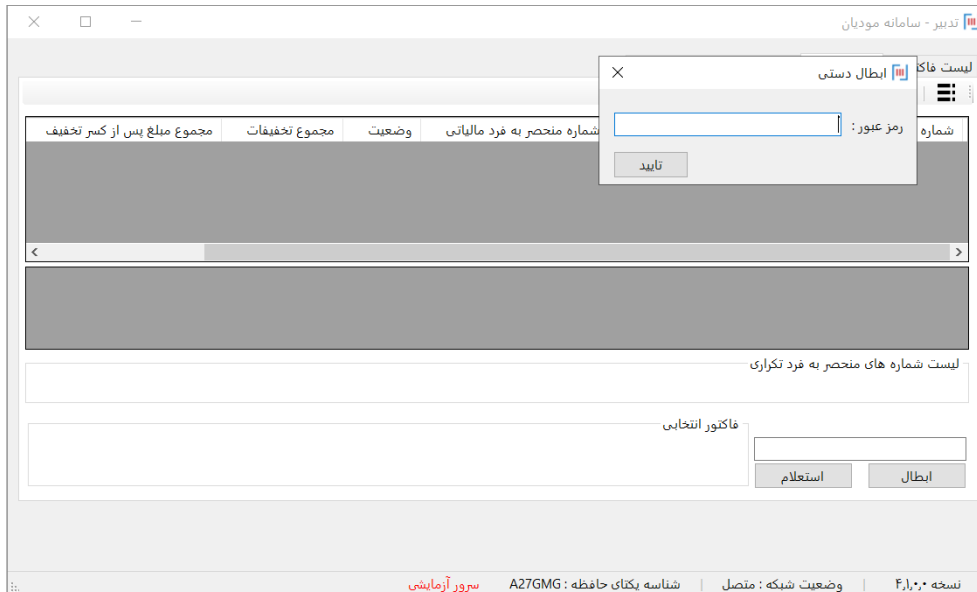 تدبیر - سامانه مودیان
لیست فاکتو
ابطال دستی
رمز عبور :
تایید
شماره
شماره منحصر به فرد مالیاتی
وضعیت
مجموع تخفیفات
مجموع مبلغ پس از کسر تخفیف
لیست شماره های منحصر به فرد تکراری
فاکتور انتخابی
ابطال
استعلام
نسخه ۴,۱,۰,۰ | وضعیت شبکه : متصل | شناسه یکتای حافظه : A27GMG سرور آزمایشی